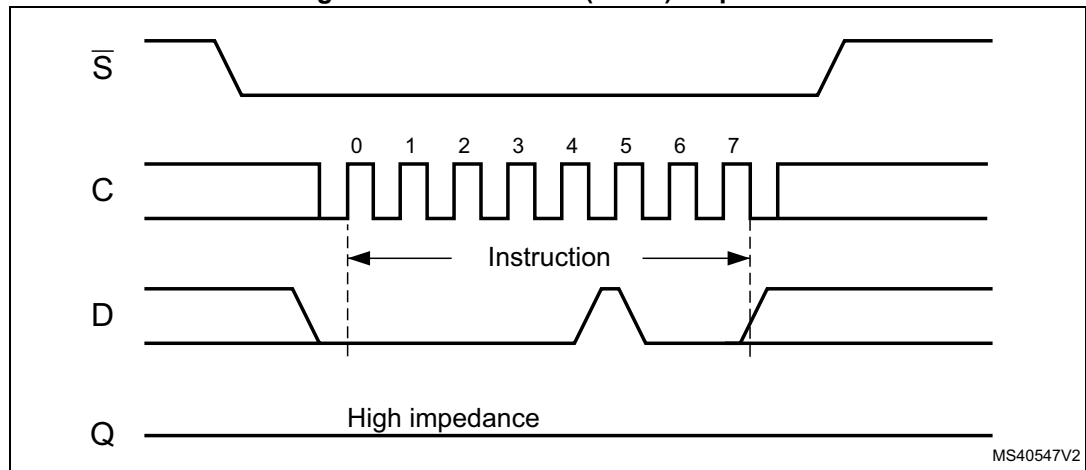 S̅
0 1 2 3 4 5 6 7
C
Instruction
D
High impedance
Q
MS40547V2